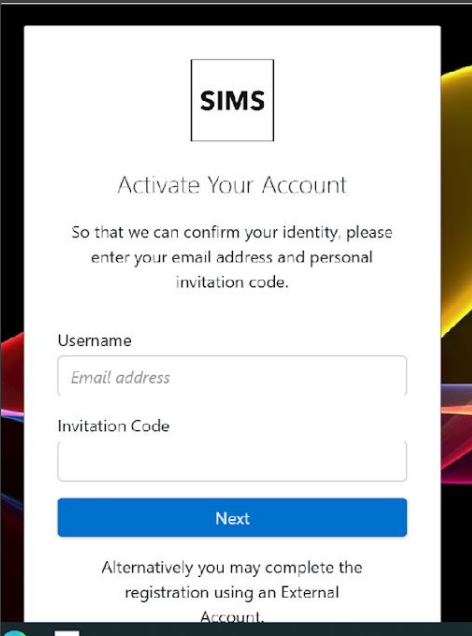 SIMS
Activate Your Account
So that we can confirm your identity, please
enter your email address and personal
invitation code.
Username
Email address
Invitation Code
Next
Alternatively you may complete the
registration using an External
Account.